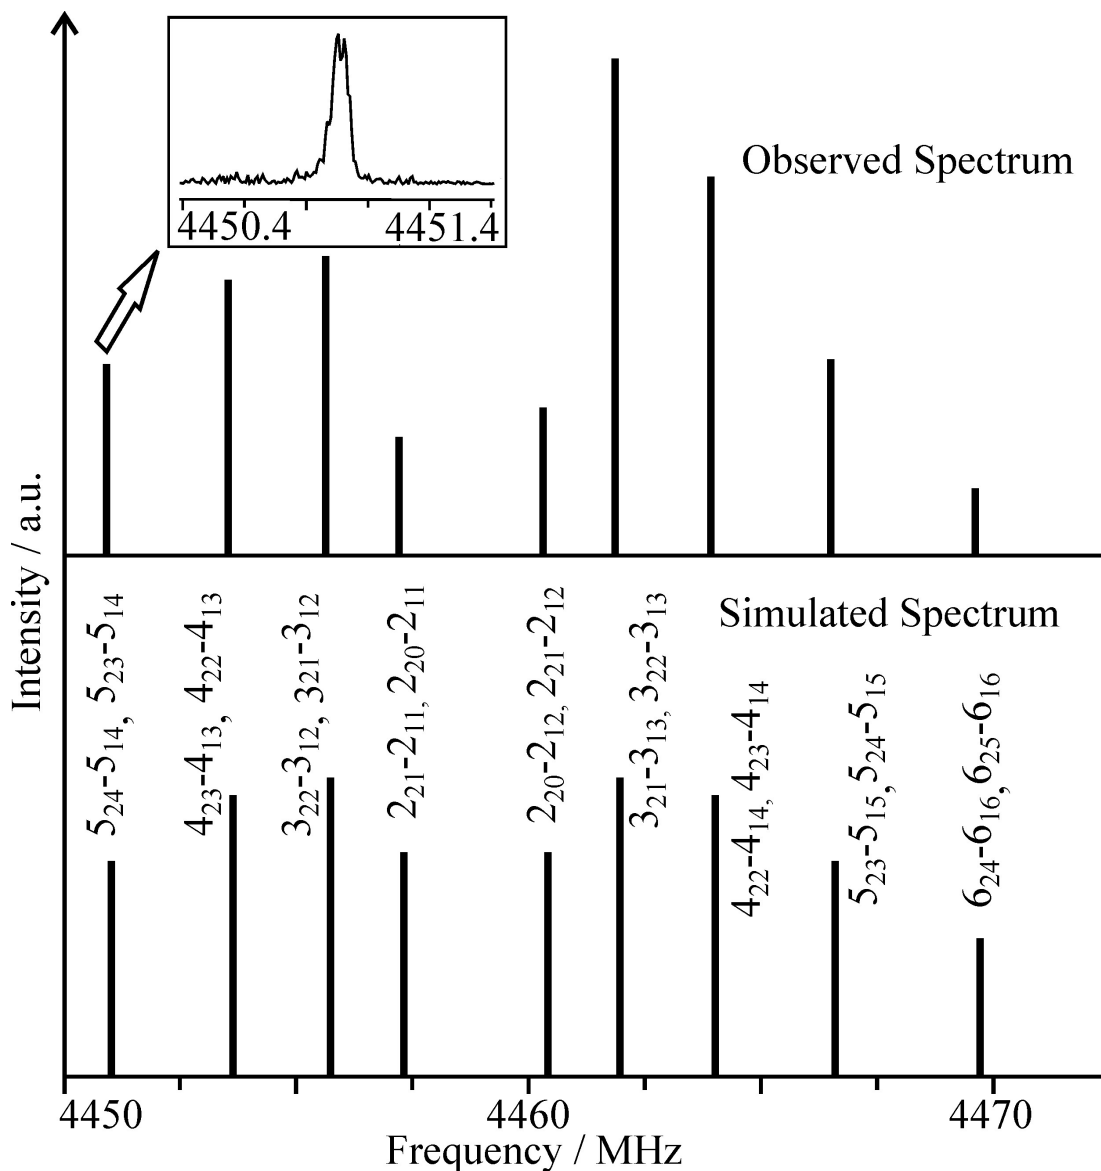 4450.4 4451.4
Observed Spectrum
Intensity / a.u.
Simulated Spectrum
5₂₄-5₁₄, 5₂₃-5₁₄
4₂₃-4₁₃, 4₂₂-4₁₃
3₂₂-3₁₂, 3₂₁-3₁₂
2₂₁-2₁₁, 2₂₀-2₁₁
2₂₀-2₁₂, 2₂₁-2₁₂
3₂₁-3₁₃, 3₂₂-3₁₃
4₂₂-4₁₄, 4₂₃-4₁₄
5₂₃-5₁₅, 5₂₄-5₁₅
6₂₄-6₁₆, 6₂₅-6₁₆
4450 4460 4470
Frequency / MHz